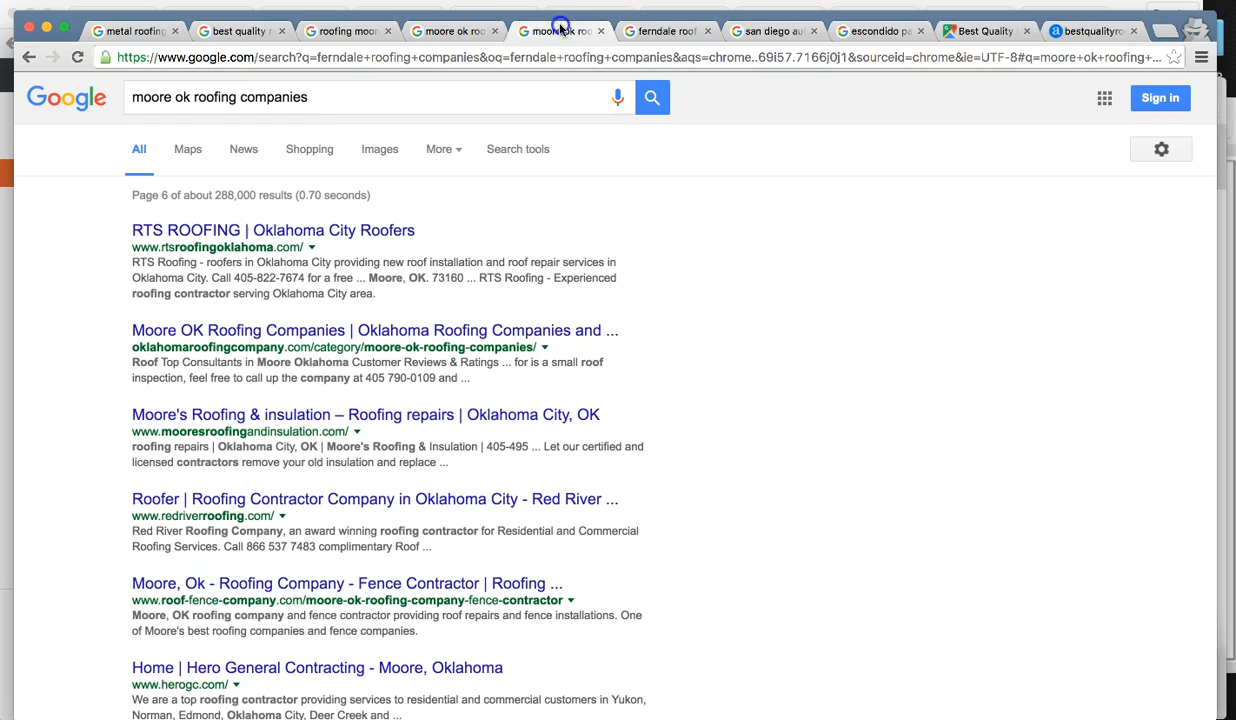 metal roofing
best quality r
roofing moor
moore ok roo
moore ok roo
ferndale roof
san diego aut
escondido pa
Best Quality
bestqualityro
https://www.google.com/search?q=ferndale+roofing+companies&oq=ferndale+roofing+companies&aqs=chrome..69i57.7166j0j1&sourceid=chrome&ie=UTF-8#q=moore+ok+roofing+...
Google
moore ok roofing companies
Sign in
All Maps News Shopping Images More Search tools
Page 6 of about 288,000 results (0.70 seconds)
RTS ROOFING | Oklahoma City Roofers
www.rtsroofingoklahoma.com/
RTS Roofing - roofers in Oklahoma City providing new roof installation and roof repair services in
Oklahoma City. Call 405-822-7674 for a free ... Moore, OK. 73160 ... RTS Roofing - Experienced
roofing contractor serving Oklahoma City area.
Moore OK Roofing Companies | Oklahoma Roofing Companies and ...
oklahomaroofingcompany.com/category/moore-ok-roofing-companies/
Roof Top Consultants in Moore Oklahoma Customer Reviews & Ratings ... for is a small roof
inspection, feel free to call up the company at 405 790-0109 and ...
Moore's Roofing & insulation – Roofing repairs | Oklahoma City, OK
www.mooresroofingandinsulation.com/
roofing repairs | Oklahoma City, OK | Moore's Roofing & Insulation | 405-495 ... Let our certified and
licensed contractors remove your old insulation and replace ...
Roofer | Roofing Contractor Company in Oklahoma City - Red River ...
www.redriverroofing.com/
Red River Roofing Company, an award winning roofing contractor for Residential and Commercial
Roofing Services. Call 866 537 7483 complimentary Roof ...
Moore, Ok - Roofing Company - Fence Contractor | Roofing ...
www.roof-fence-company.com/moore-ok-roofing-company-fence-contractor
Moore, OK roofing company and fence contractor providing roof repairs and fence installations. One
of Moore's best roofing companies and fence companies.
Home | Hero General Contracting - Moore, Oklahoma
www.herogc.com/
We are a top roofing contractor providing services to residential and commercial customers in Yukon,
Norman, Edmond, Oklahoma City, Deer Creek and ...